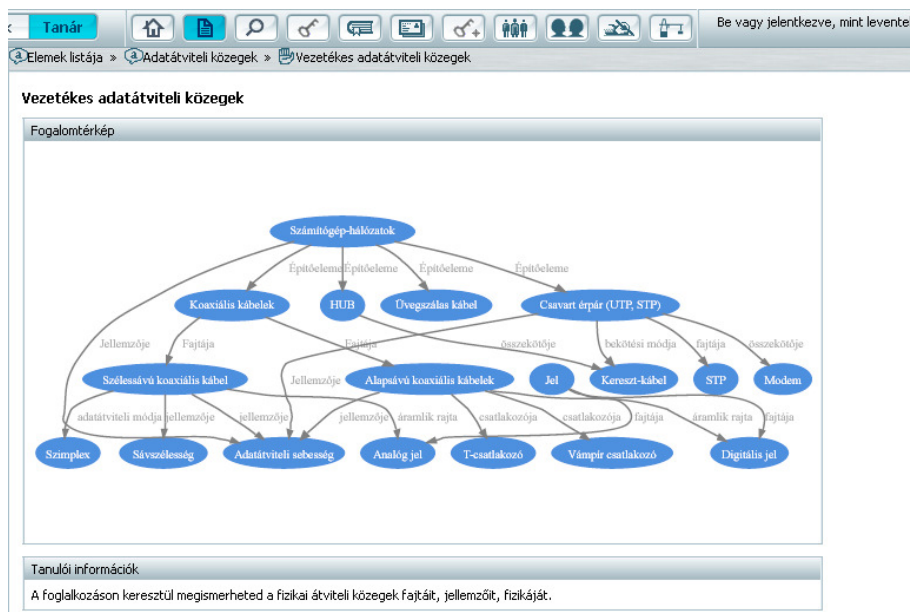 Tanár
Be vagy jelentkezve, mint levente
Elemek listája » Adatátviteli közegek » Vezetékes adatátviteli közegek
Vezetékes adatátviteli közegek
Fogalomtérkép
Számítógép-hálózatok
Építőeleme Építőeleme Építőeleme Építőeleme
Koaxiális kábelek HUB Üvegszálas kábel Csavart érpár (UTP, STP)
Jellemzője Fajtája Fajtája összekötője bekötési módja fajtája összekötője
Szélessávú koaxiális kábel Jellemzője Alapsávú koaxiális kábelek Jel Kereszt-kábel STP Modem
adatátviteli módja jellemzője jellemzője jellemzője áramlik rajta csatlakozója csatlakozója fajtája áramlik rajta fajtája
Szimplex Sávszélesség Adatátviteli sebesség Analóg jel T-csatlakozó Vámpír csatlakozó Digitális jel
Tanulói információk
A foglalkozáson keresztül megismerheted a fizikai átviteli közegek fajtáit, jellemzőit, fizikáját.